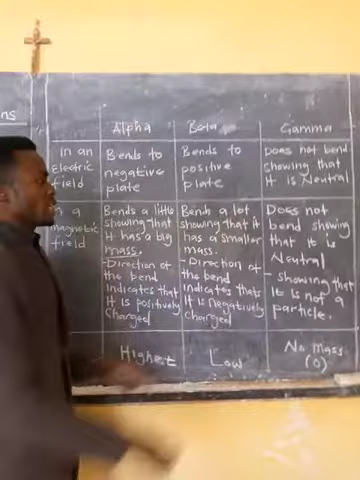 ns
Alpha
Beta
Gamma
In an
electric
field
Bends to
negative
plate
Bends to
positive
plate
Does not bend
showing that
it is Neutral
In a
magnetic
field
Bends a little
showing that
it has a big
mass.
-Direction of
the bend
indicates that
it is positively
charged
Bends a lot
showing that it
has a smaller
mass.
-Direction of
the bend
indicates that
it is negatively
charged
Does not
bend showing
that it is
Neutral
- showing that
it is not a
particle.
Highest
Low
No Mass
(0)